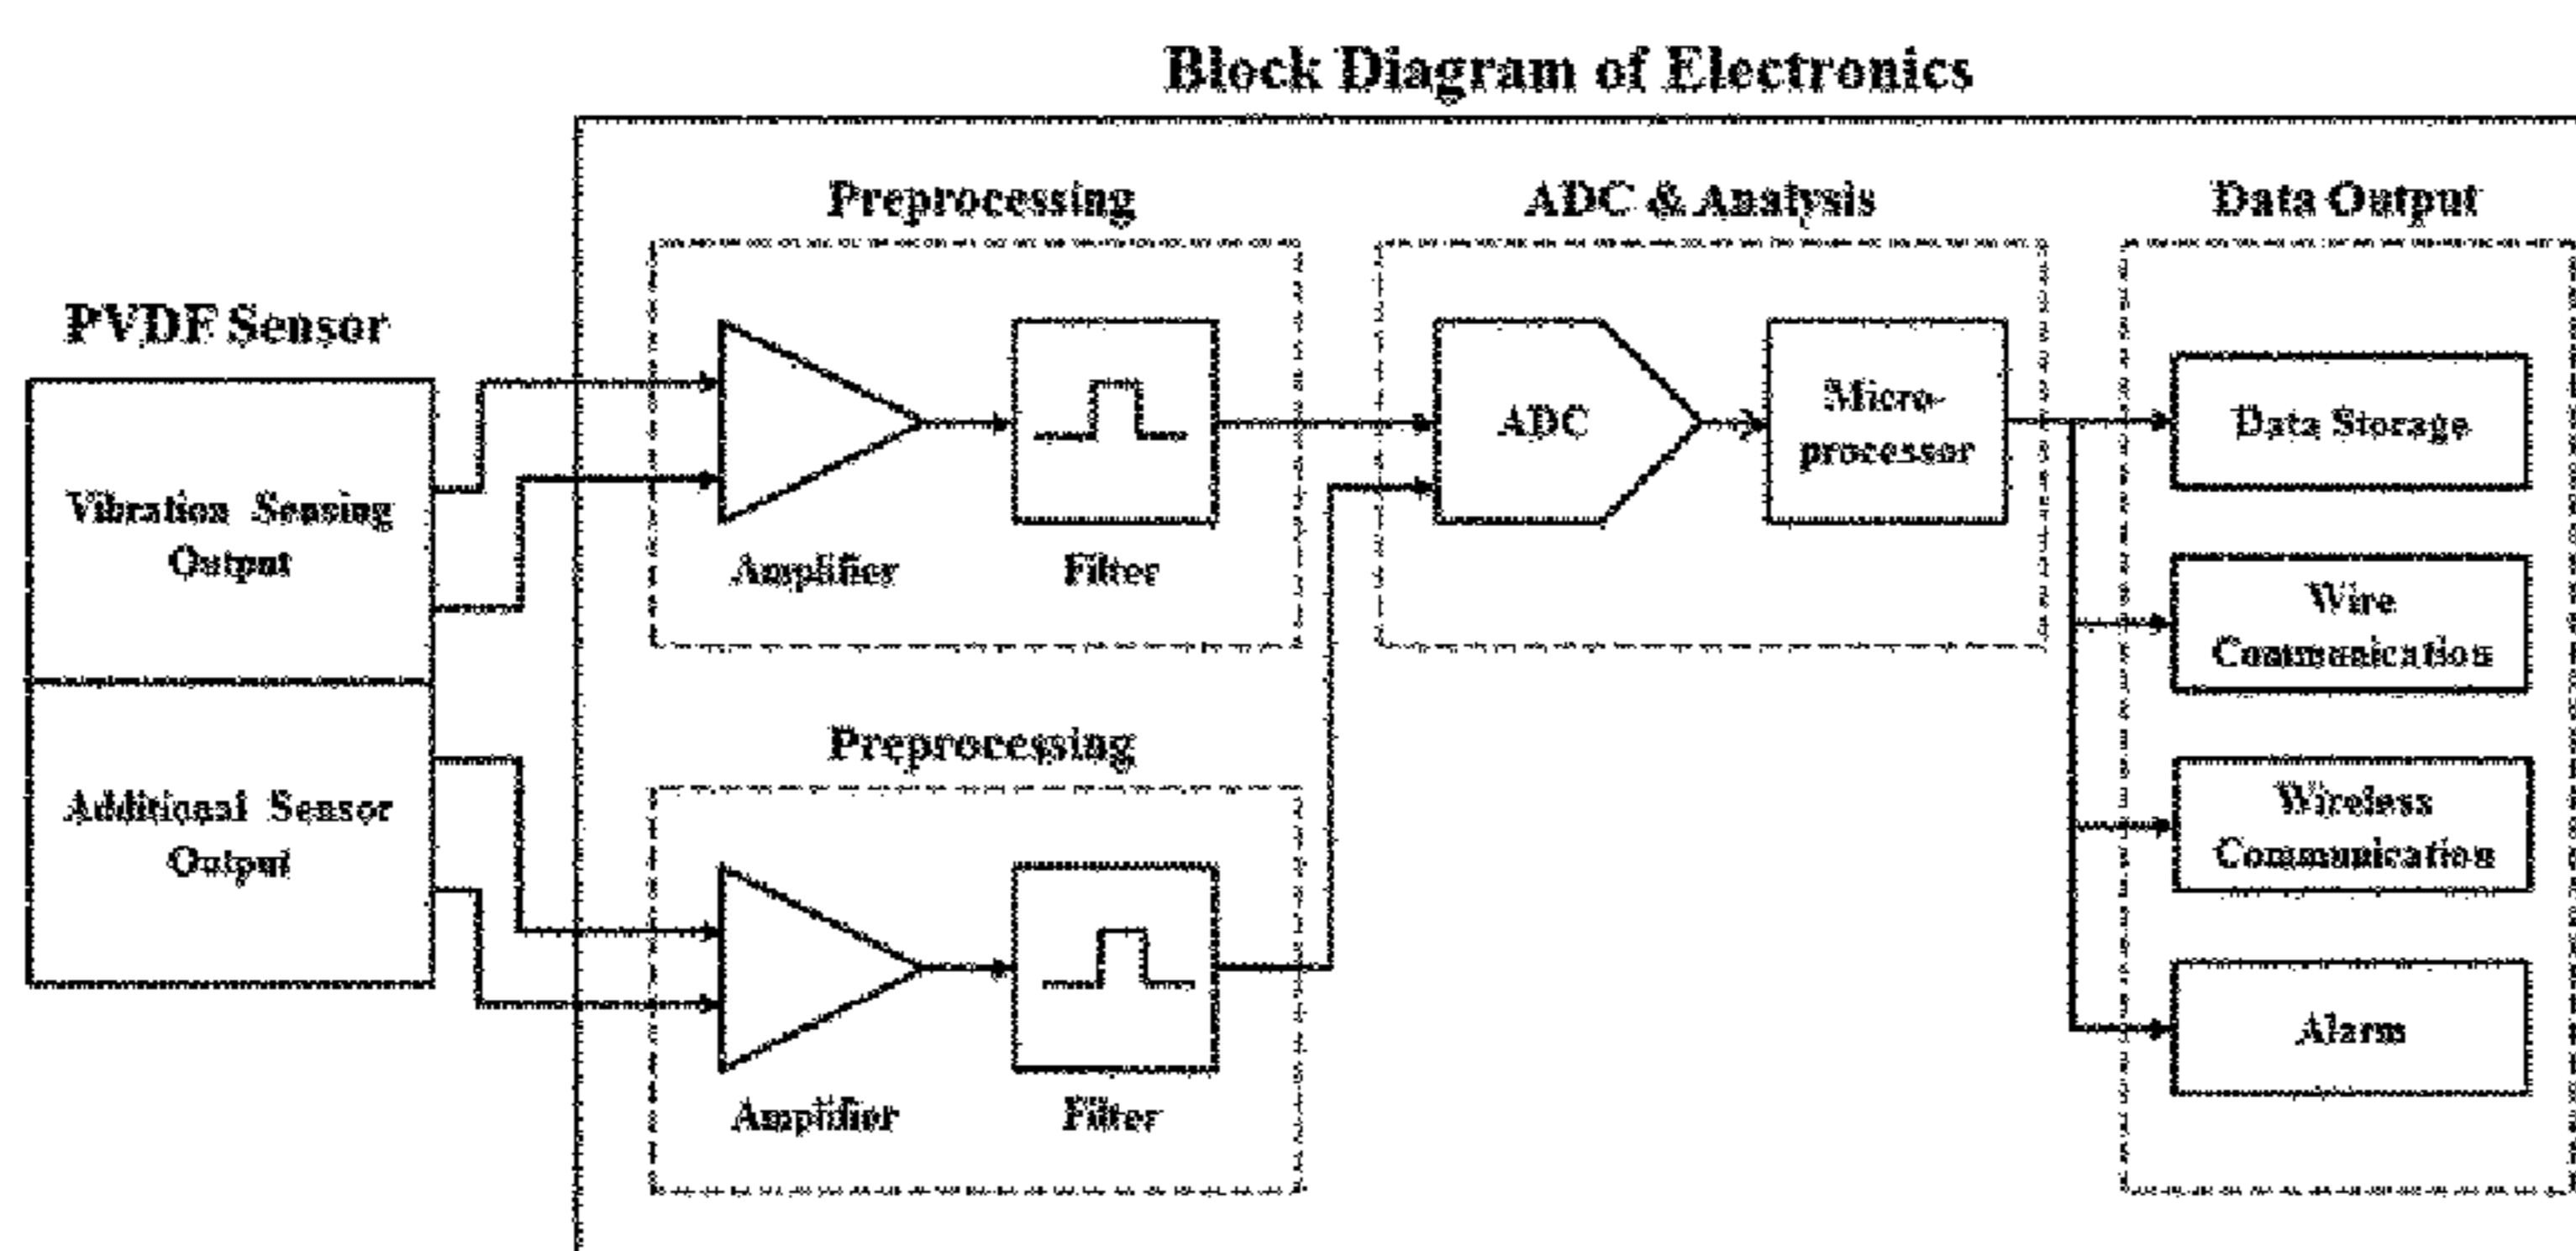 Block Diagram of Electronics
Preprocessing
ADC & Analysis
Data Output
PVDF Sensor
Vibration Sensing
Output
Amplifier
Filter
ADC
Micro-
processor
Data Storage
Wire
Communication
Wireless
Communication
Alarm
Additional Sensor
Output
Preprocessing
Amplifier
Filter